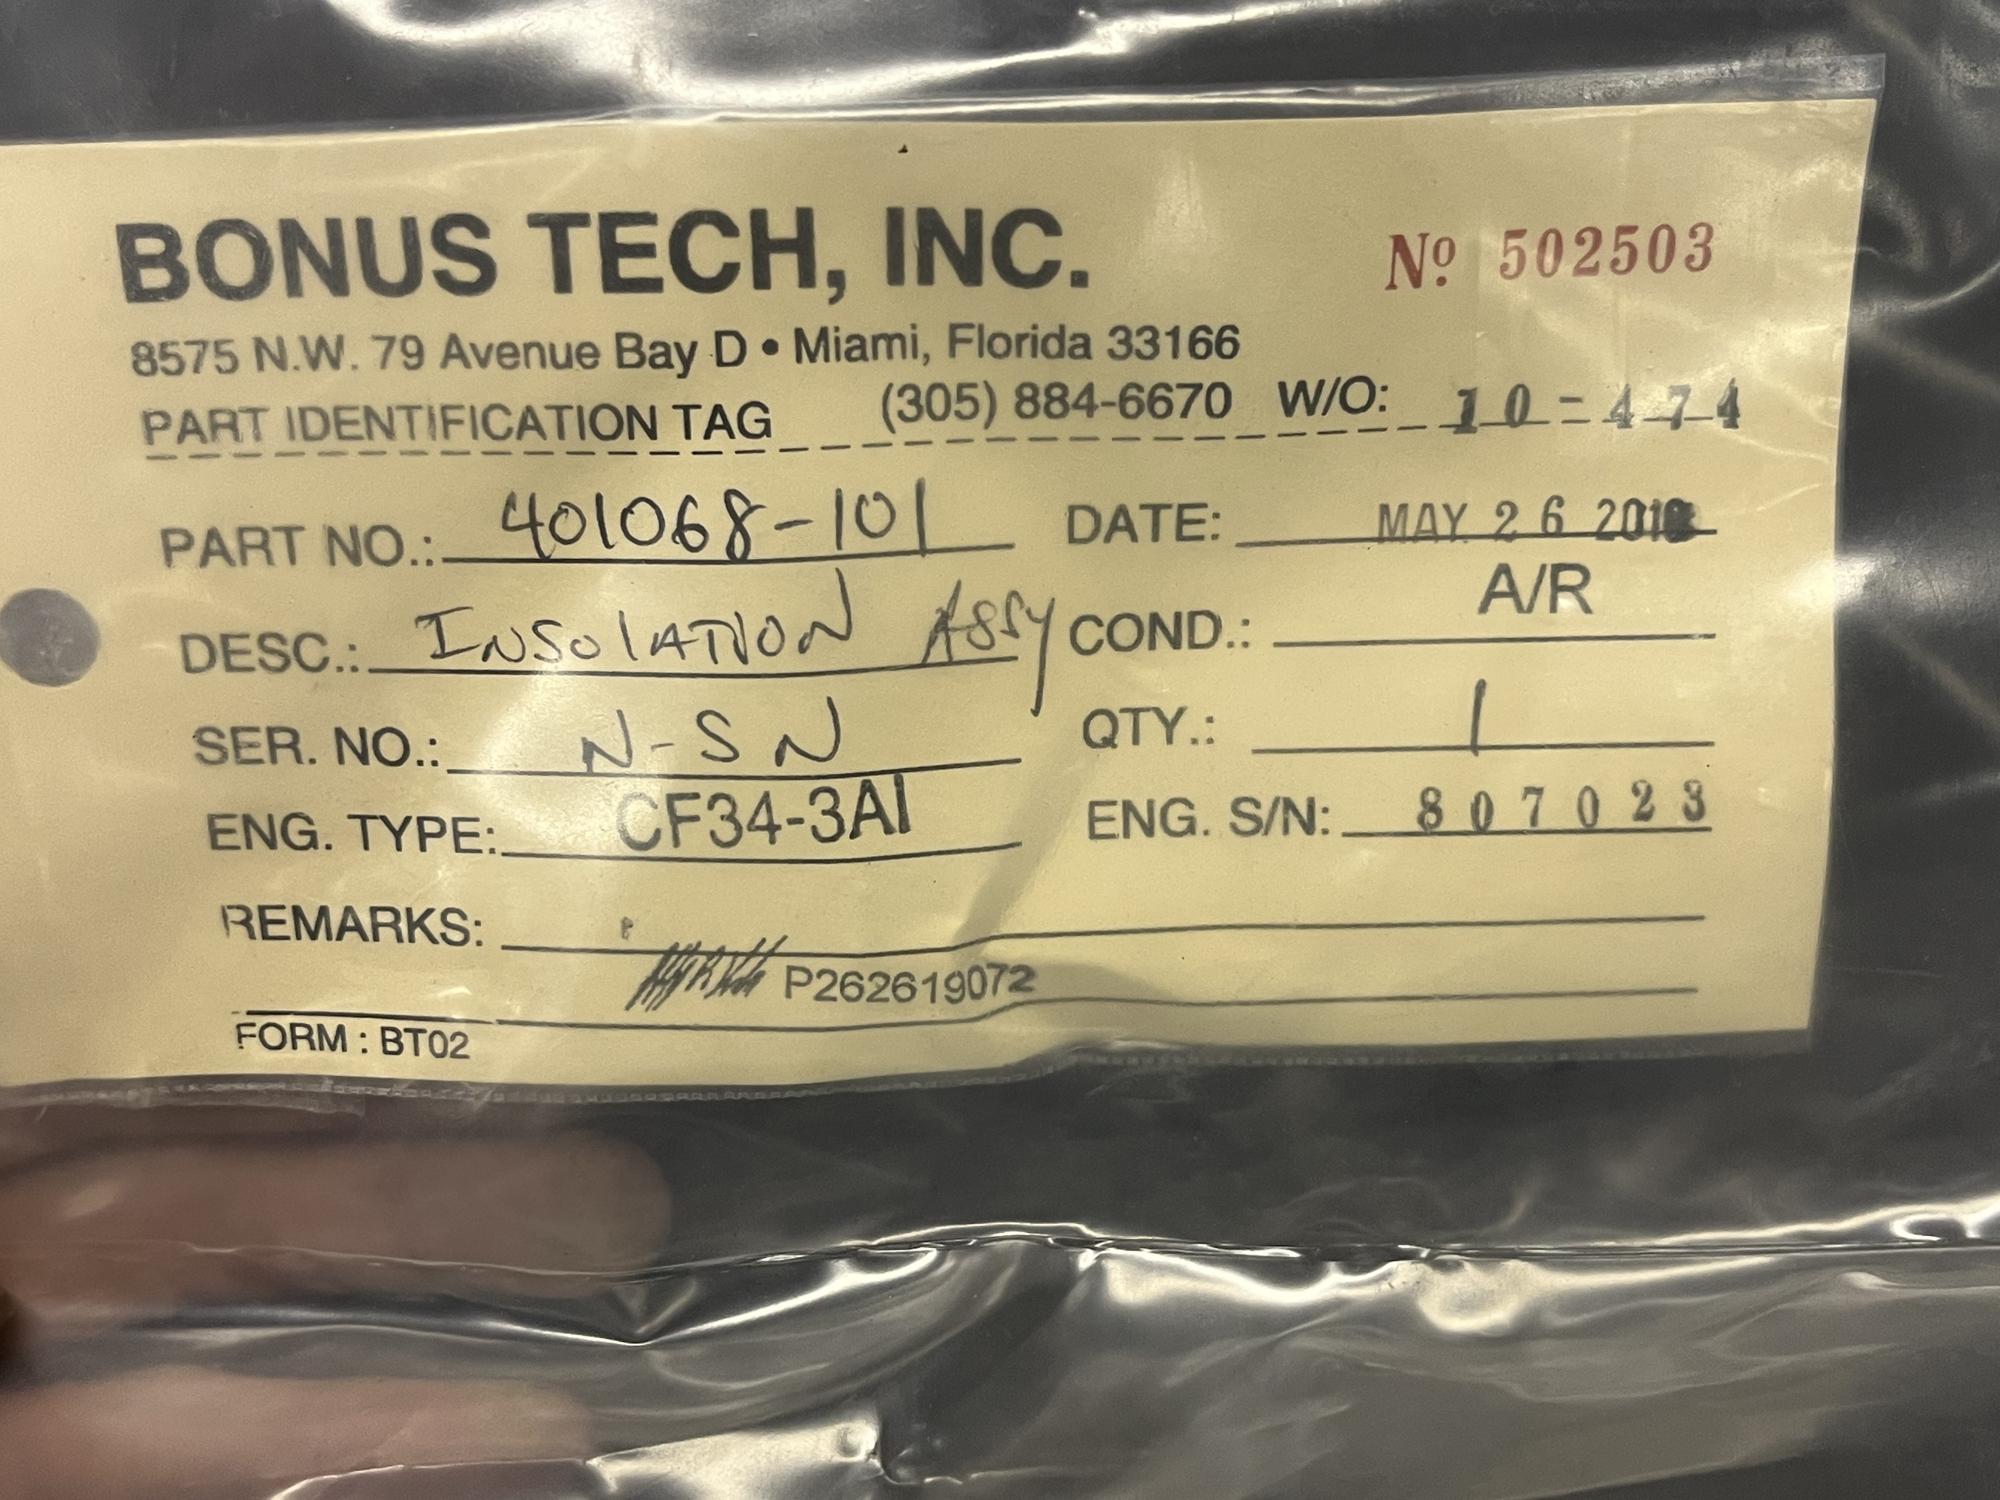 BONUS TECH, INC.
Nº 502503
8575 N.W. 79 Avenue Bay D • Miami, Florida 33166
PART IDENTIFICATION TAG (305) 884-6670 W/O: 10-474
PART NO.: 401068-101 DATE: MAY 26
DESC.: INSOlATION ASSY COND.: A/R
SER. NO.: N-SN QTY.: 1
ENG. TYPE: CF34-3A1 ENG. S/N: 807023
REMARKS:
P262619072
FORM : BT02